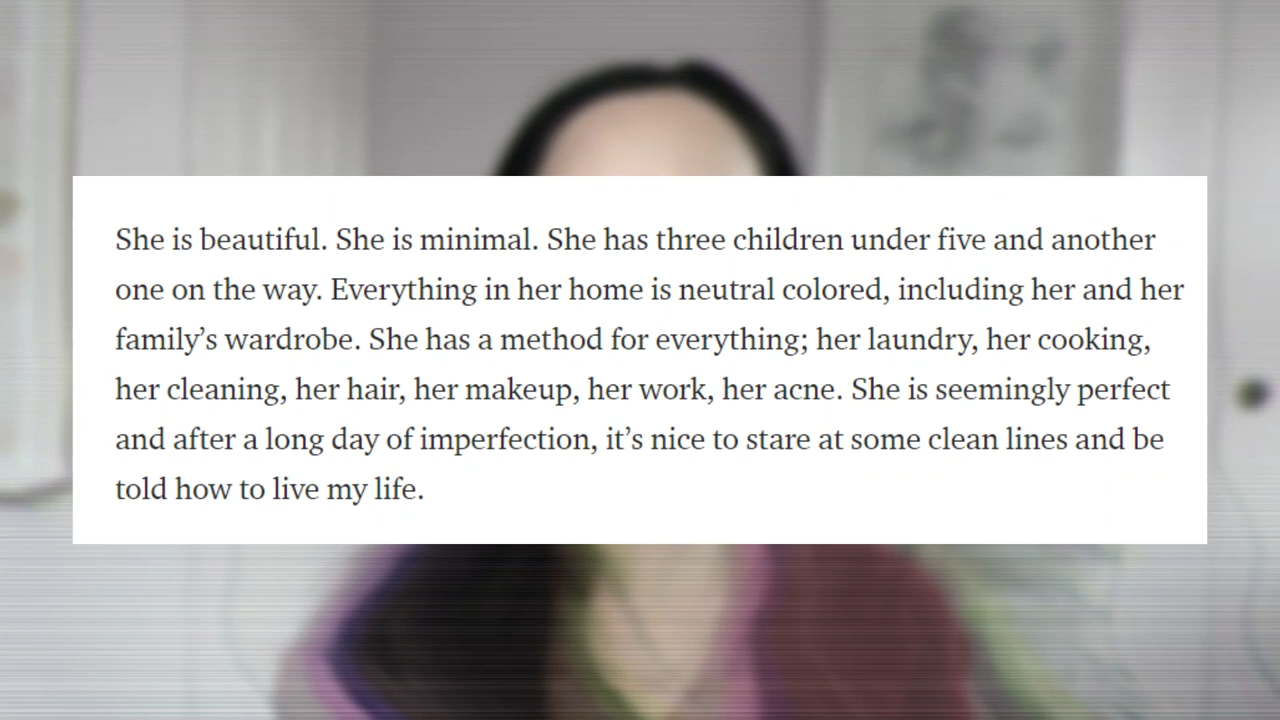 She is beautiful. She is minimal. She has three children under five and another
one on the way. Everything in her home is neutral colored, including her and her
family’s wardrobe. She has a method for everything; her laundry, her cooking,
her cleaning, her hair, her makeup, her work, her acne. She is seemingly perfect
and after a long day of imperfection, it’s nice to stare at some clean lines and be
told how to live my life.